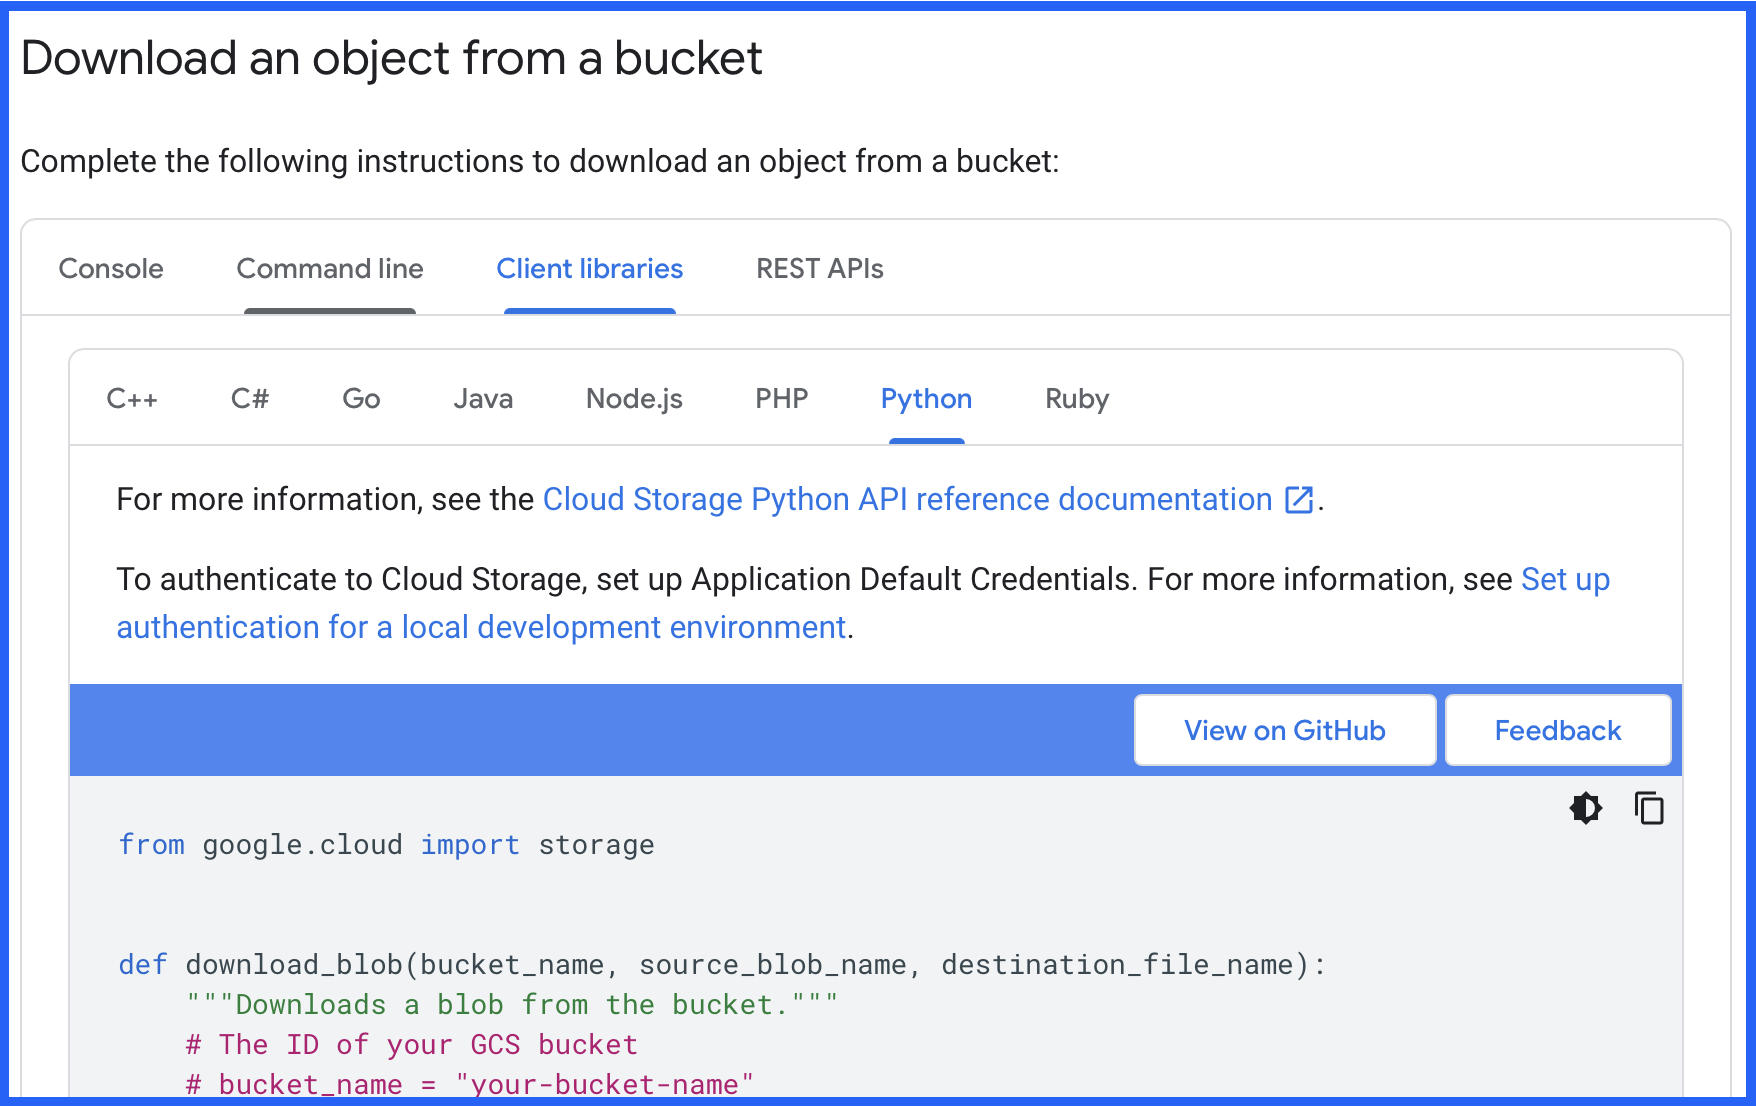 Download an object from a bucket
Complete the following instructions to download an object from a bucket:
Console Command line Client libraries REST APIs
C++ C# Go Java Node.js PHP Python Ruby
For more information, see the Cloud Storage Python API reference documentation.
To authenticate to Cloud Storage, set up Application Default Credentials. For more information, see Set up
authentication for a local development environment.
View on GitHub Feedback
from google.cloud import storage
def download_blob(bucket_name, source_blob_name, destination_file_name):
    """Downloads a blob from the bucket."""
    # The ID of your GCS bucket
    # bucket_name = "your-bucket-name"